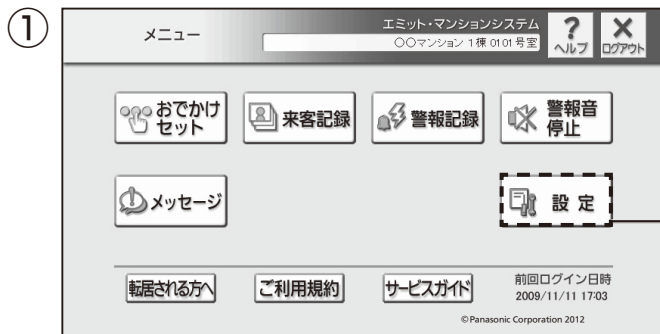 ①
メニュー
エミット・マンションシステム
○○マンション 1棟 0101号室
?
ヘルプ
×
ログアウト
おでかけ
セット
来客記録
警報記録
警報音
停止
メッセージ
設 定
転居される方へ
ご利用規約
サービスガイド
前回ログイン日時
2009/11/11 17:03
©Panasonic Corporation 2012